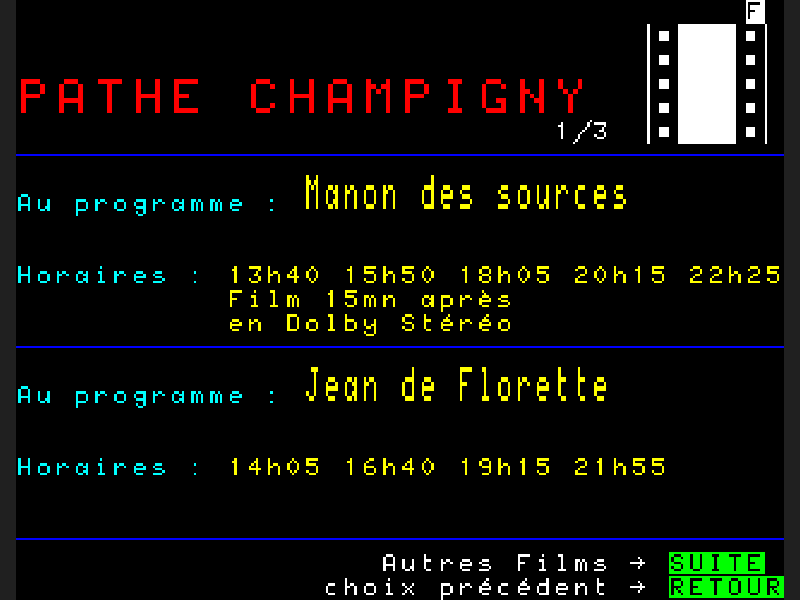 F
PATHE CHAMPIGNY
1/3
Au programme : Manon des sources
Horaires : 13h40 15h50 18h05 20h15 22h25
Film 15mn après
en Dolby Stéréo
Au programme : Jean de Florette
Horaires : 14h05 16h40 19h15 21h55
Autres Films → SUITE
choix précédent → RETOUR